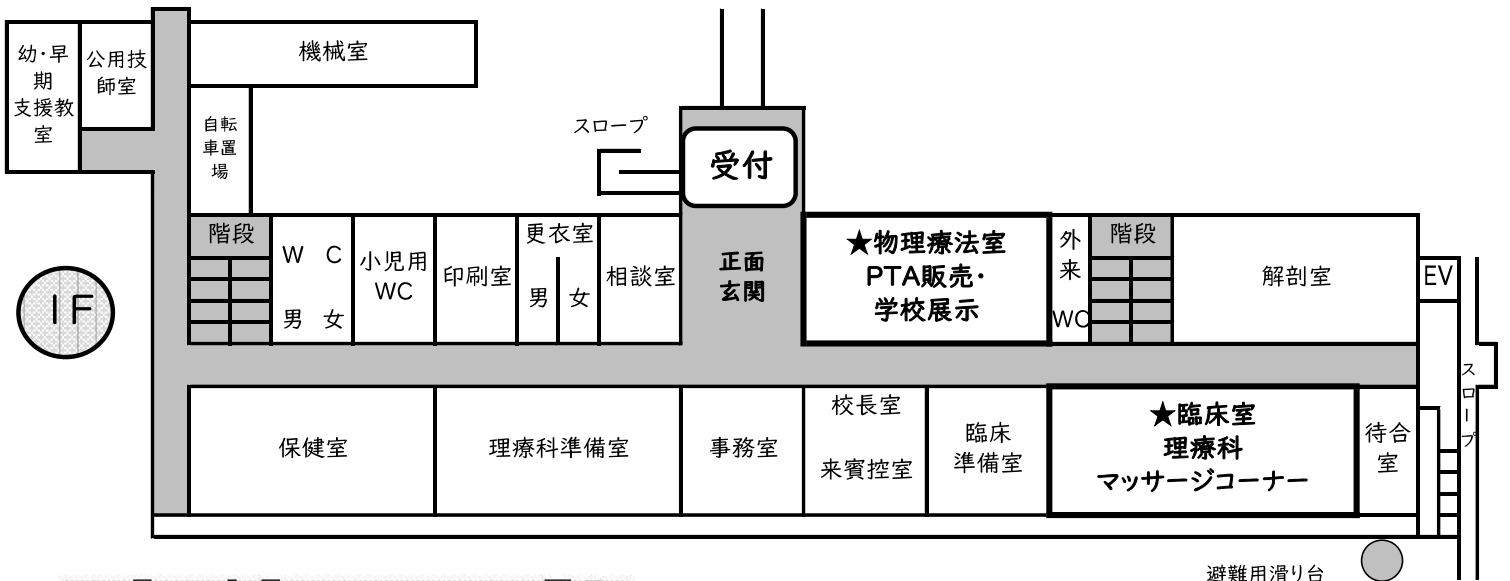 幼・早
期
支援教
室
公用技
師室
機械室
自転
車置
場
スロープ
受付
階段
W C
男 女
小児用
WC
印刷室
更衣室
男 女
相談室
正面
玄関
★物理療法室
PTA販売・
学校展示
外
来
WC
階段
解剖室
EV
1F
スロープ
保健室
理療科準備室
事務室
校長室
来賓控室
臨床
準備室
★臨床室
理療科
マッサージコーナー
待合
室
避難用滑り台